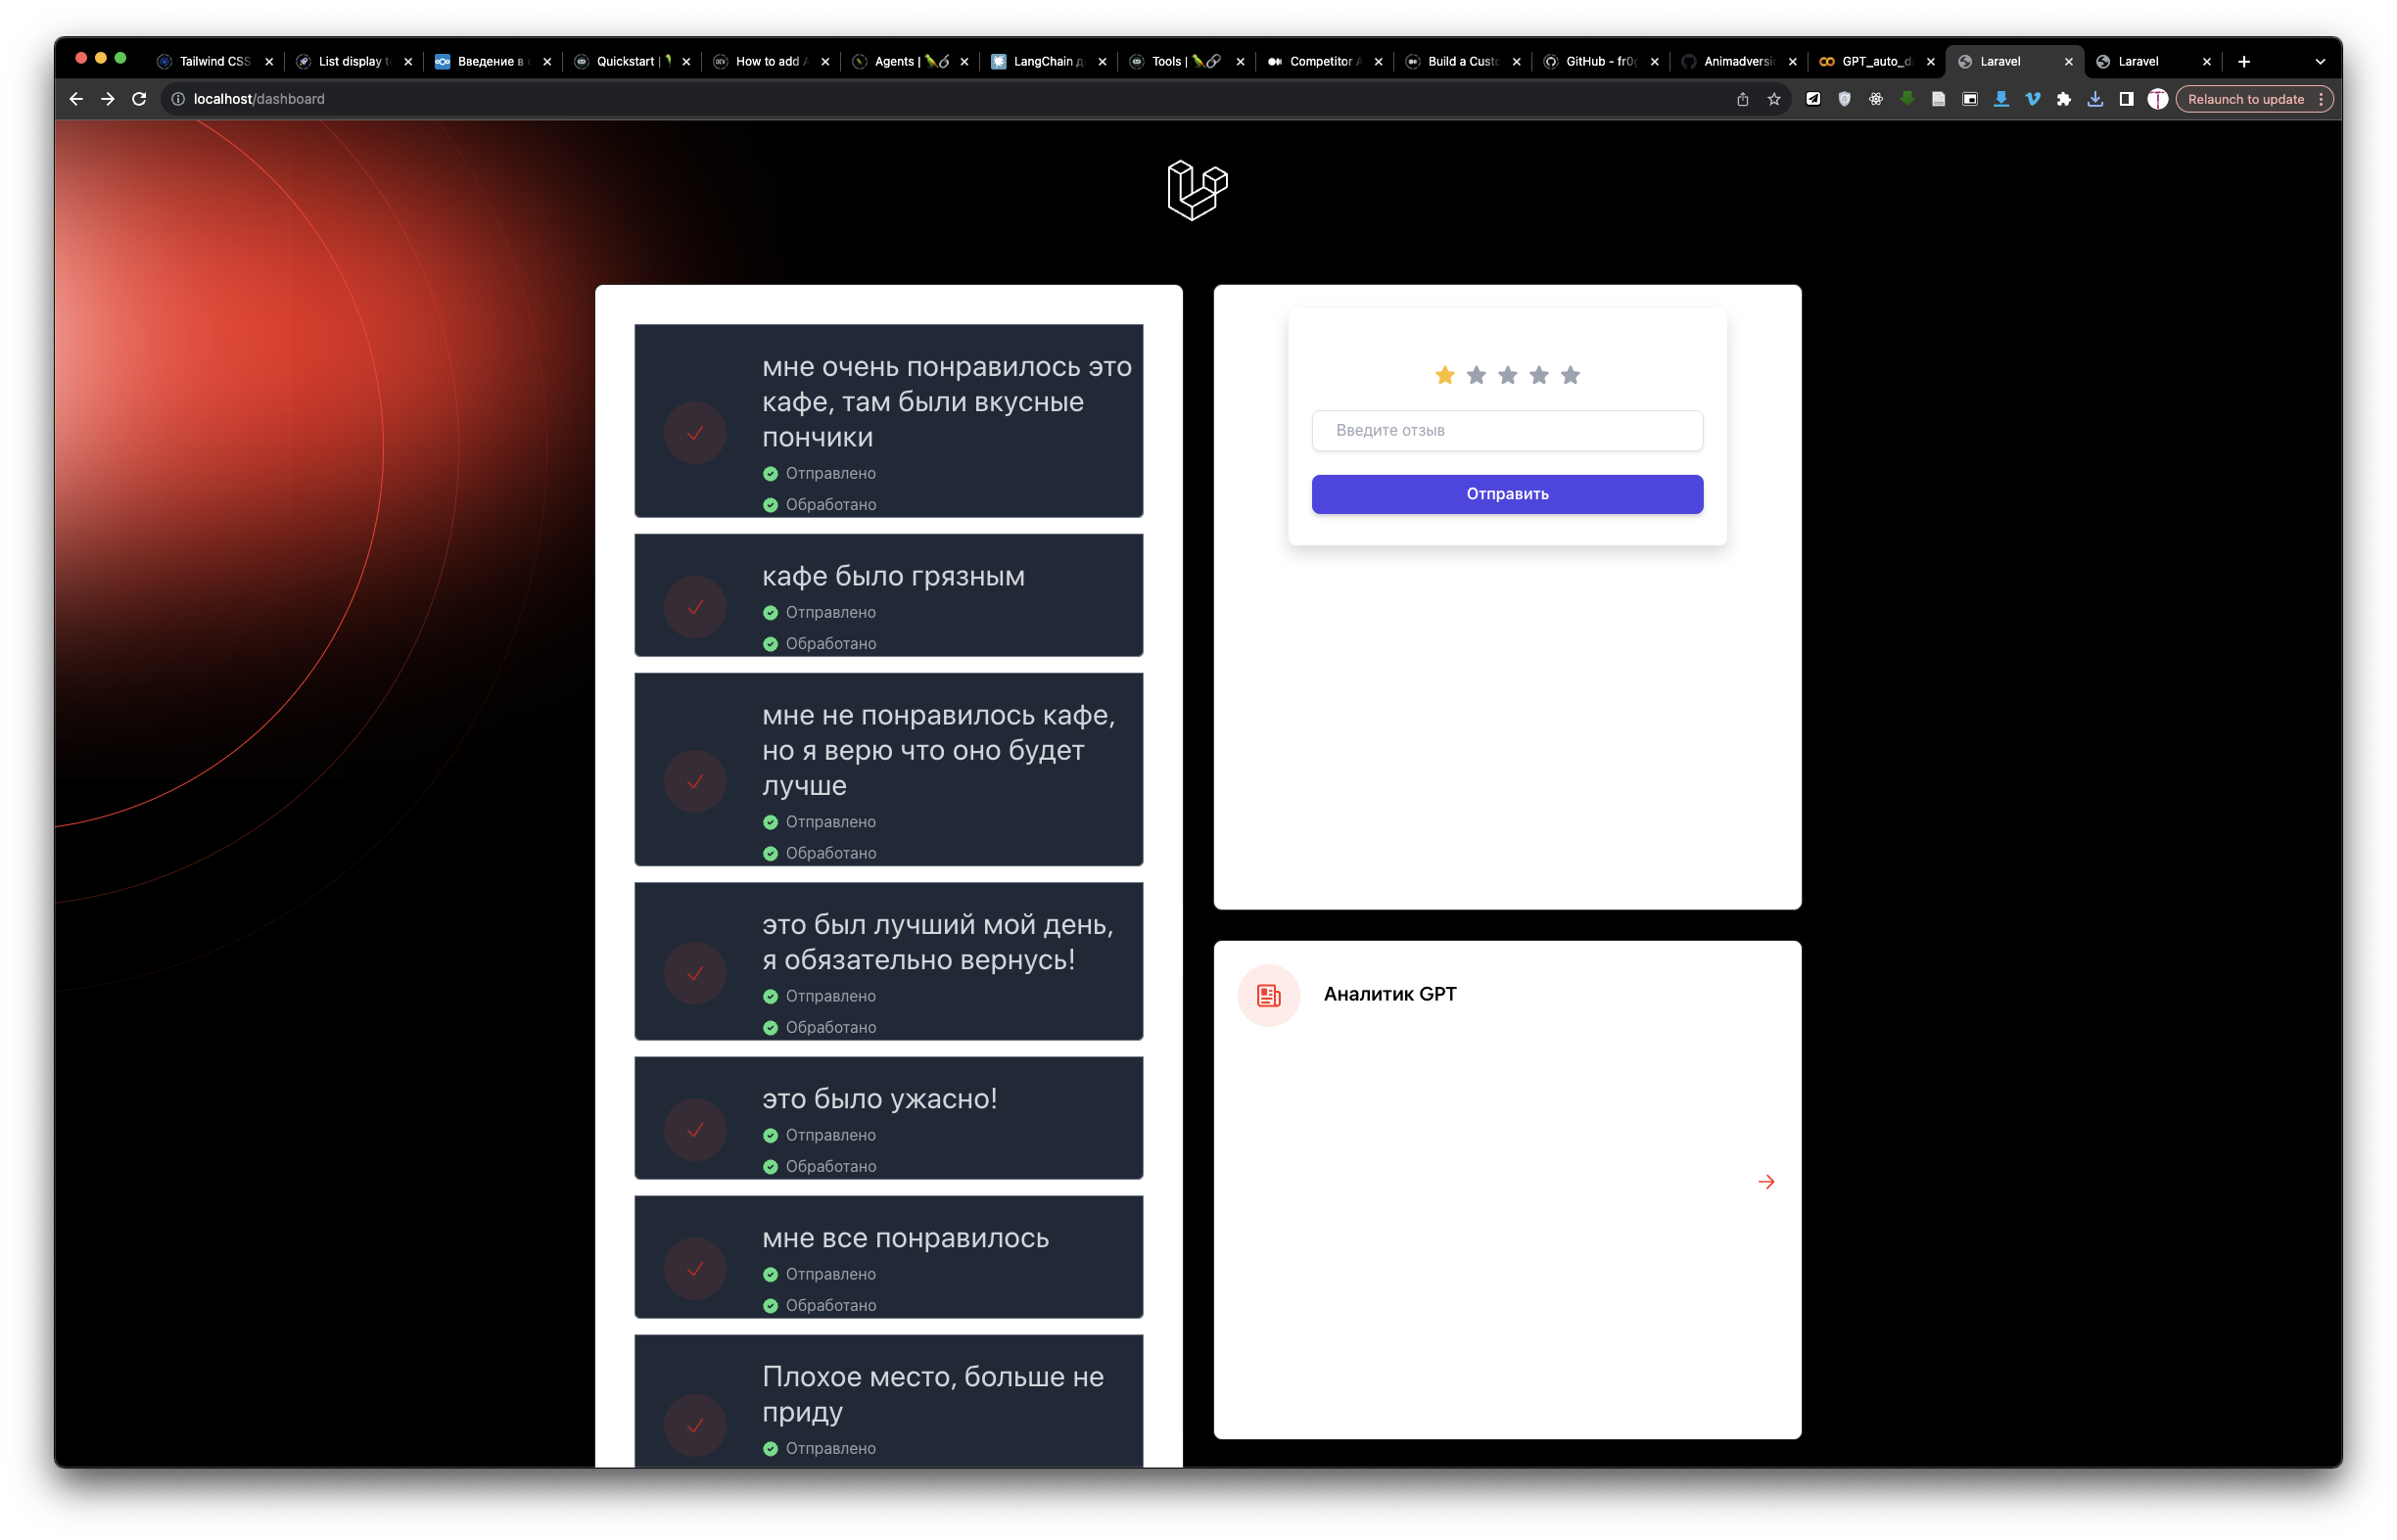 Tailwind CSS
List display t
Введение в
Quickstart |
How to add A
Agents |
LangChain д
Tools |
Competitor A
Build a Custo
GitHub - fr0g
Animadversi
GPT_auto_d
Laravel
Laravel
localhost/dashboard
Relaunch to update
мне очень понравилось это
кафе, там были вкусные
пончики
Отправлено
Обработано
кафе было грязным
Отправлено
Обработано
мне не понравилось кафе,
но я верю что оно будет
лучше
Отправлено
Обработано
это был лучший мой день,
я обязательно вернусь!
Отправлено
Обработано
это было ужасно!
Отправлено
Обработано
мне все понравилось
Отправлено
Обработано
Плохое место, больше не
приду
Отправлено
Введите отзыв
Отправить
Аналитик GPT